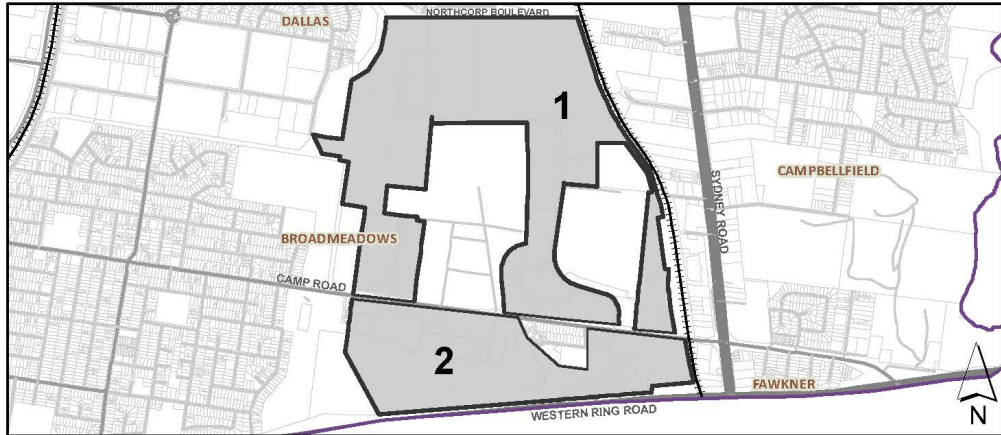 NORTHCORP BOULEVARD
DALLAS
1
CAMPBELLFIELD
SYDNEY ROAD
BROADMEADOWS
CAMP ROAD
2
FAWKNER
WESTERN RING ROAD
N